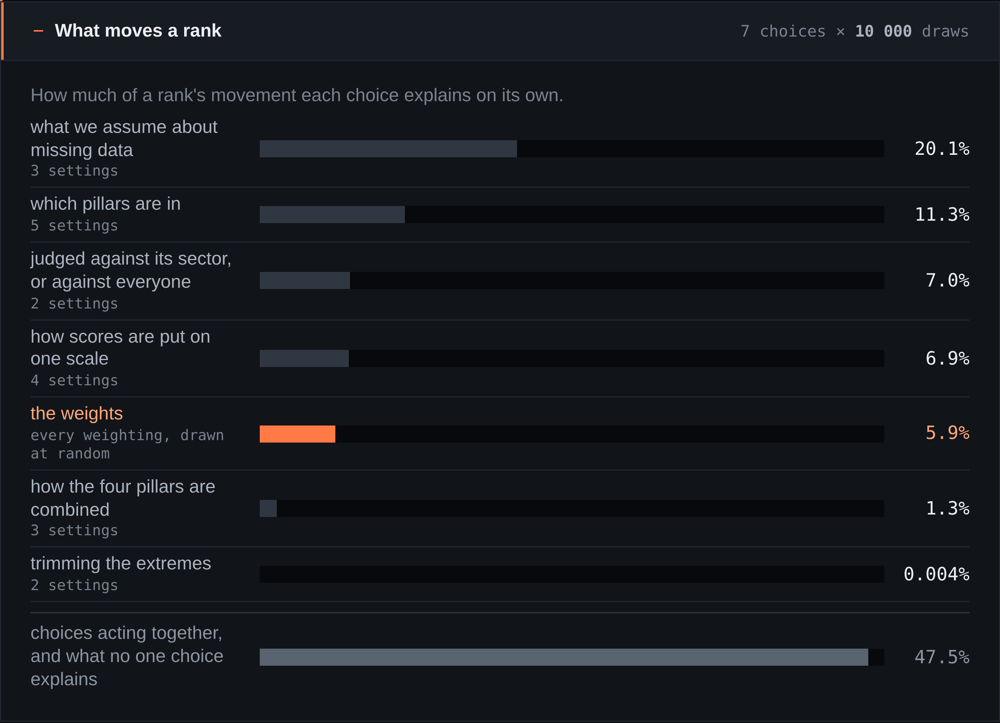 – What moves a rank
7 choices × 10 000 draws
How much of a rank's movement each choice explains on its own.
what we assume about
missing data
3 settings
20.1%
which pillars are in
5 settings
11.3%
judged against its sector,
or against everyone
2 settings
7.0%
how scores are put on
one scale
4 settings
6.9%
the weights
every weighting, drawn
at random
5.9%
how the four pillars are
combined
3 settings
1.3%
trimming the extremes
2 settings
0.004%
choices acting together,
and what no one choice
explains
47.5%